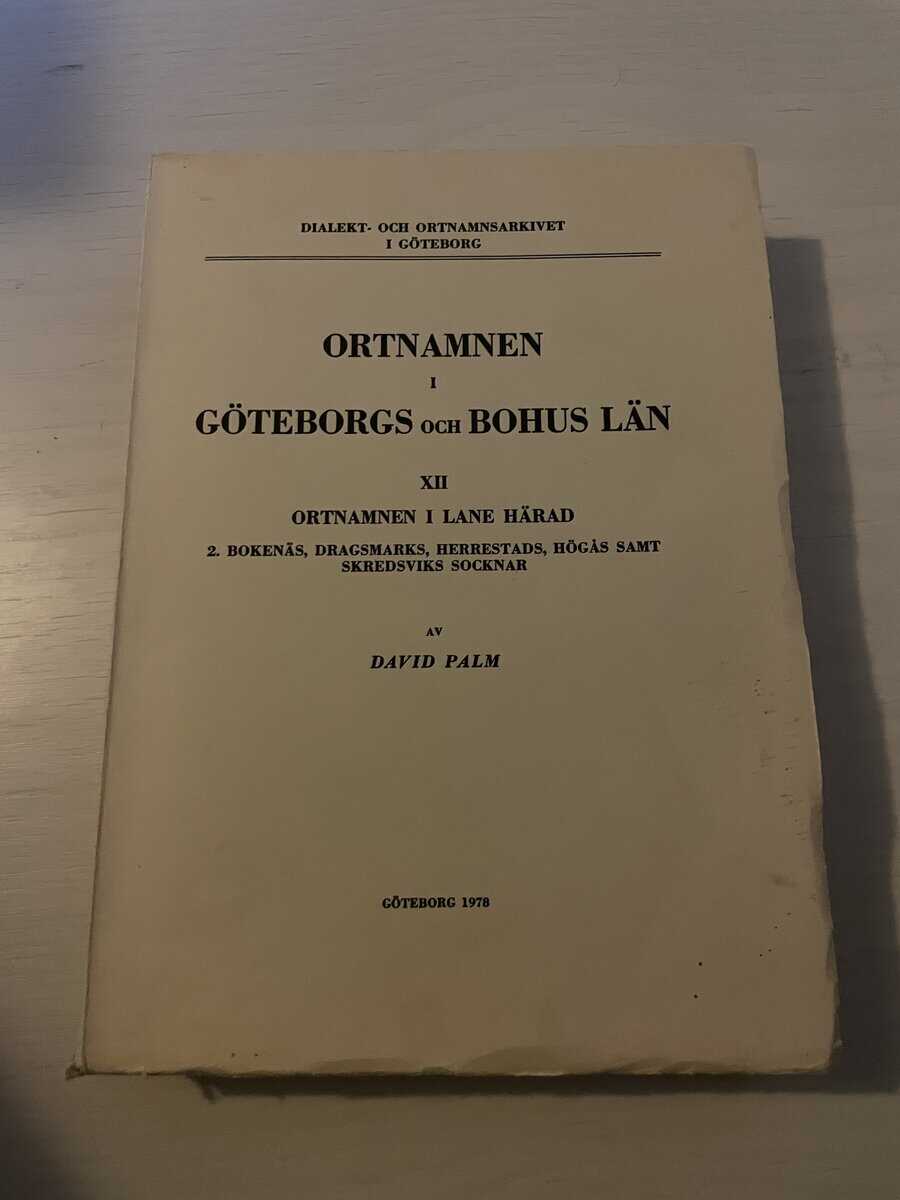 DIALEKT- OCH ORTNAMNSARKIVET
I GÖTEBORG
ORTNAMNEN
I
GÖTEBORGS OCH BOHUS LÄN
XII
ORTNAMNEN I LANE HÄRAD
2. BOKENÄS, DRAGSMARKS, HERRESTADS, HÖGÅS SAMT
SKREDSVIKS SOCKNAR
AV
DAVID PALM
GÖTEBORG 1978